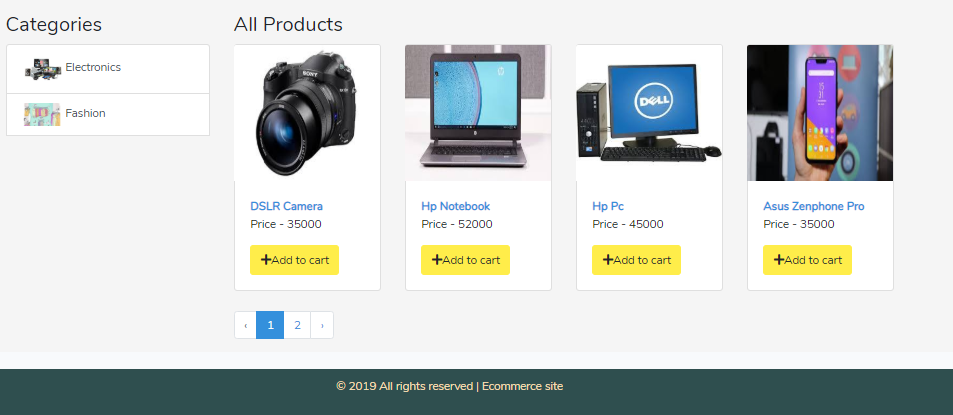 Categories
Electronics
Fashion
All Products
SONY
DELL
DSLR Camera
Price - 35000
+Add to cart
Hp Notebook
Price - 52000
+Add to cart
Hp Pc
Price - 45000
+Add to cart
Asus Zenphone Pro
Price - 35000
+Add to cart
‹ 1 2 ›
© 2019 All rights reserved | Ecommerce site